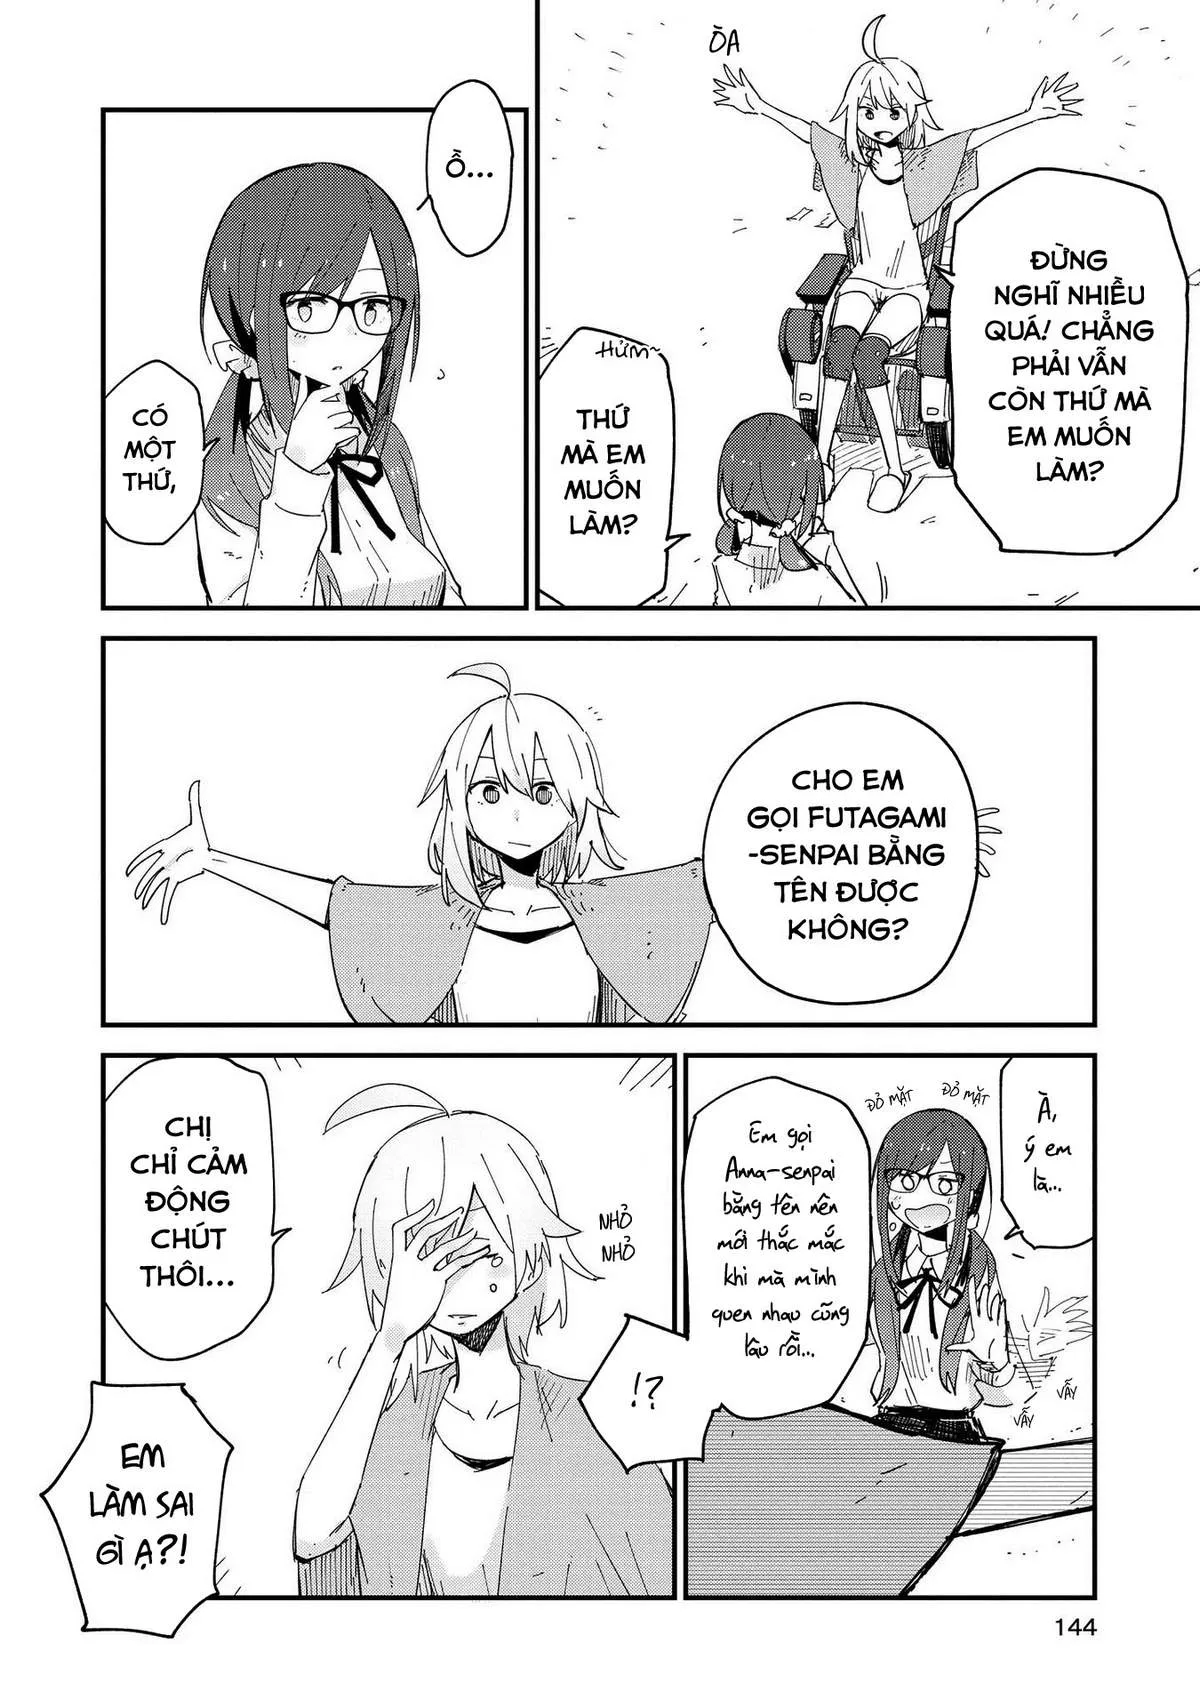 ÒA
ĐỪNG
NGHĨ NHIỀU
QUÁ! CHẲNG
PHẢI VẪN
CÒN THỨ MÀ
EM MUỐN
LÀM?
HỬM~
THỨ
MÀ EM
MUỐN
LÀM?
Ồ...
CÓ
MỘT
THỨ,
CHO EM
GỌI FUTAGAMI
-SENPAI BẰNG
TÊN ĐƯỢC
KHÔNG?
À,
ý em
là...
ĐỎ MẶT
ĐỎ MẶT
Em gọi
Anna-senpai
bằng tên nên
mới thắc mắc
khi mà mình
quen nhau cũng
lâu rồi...
VẪY
VẪY
!?
NHỎ
NHỎ
CHỊ
CHỈ CẢM
ĐỘNG
CHÚT
THÔI...
EM
LÀM SAI
GÌ Ạ?!
144